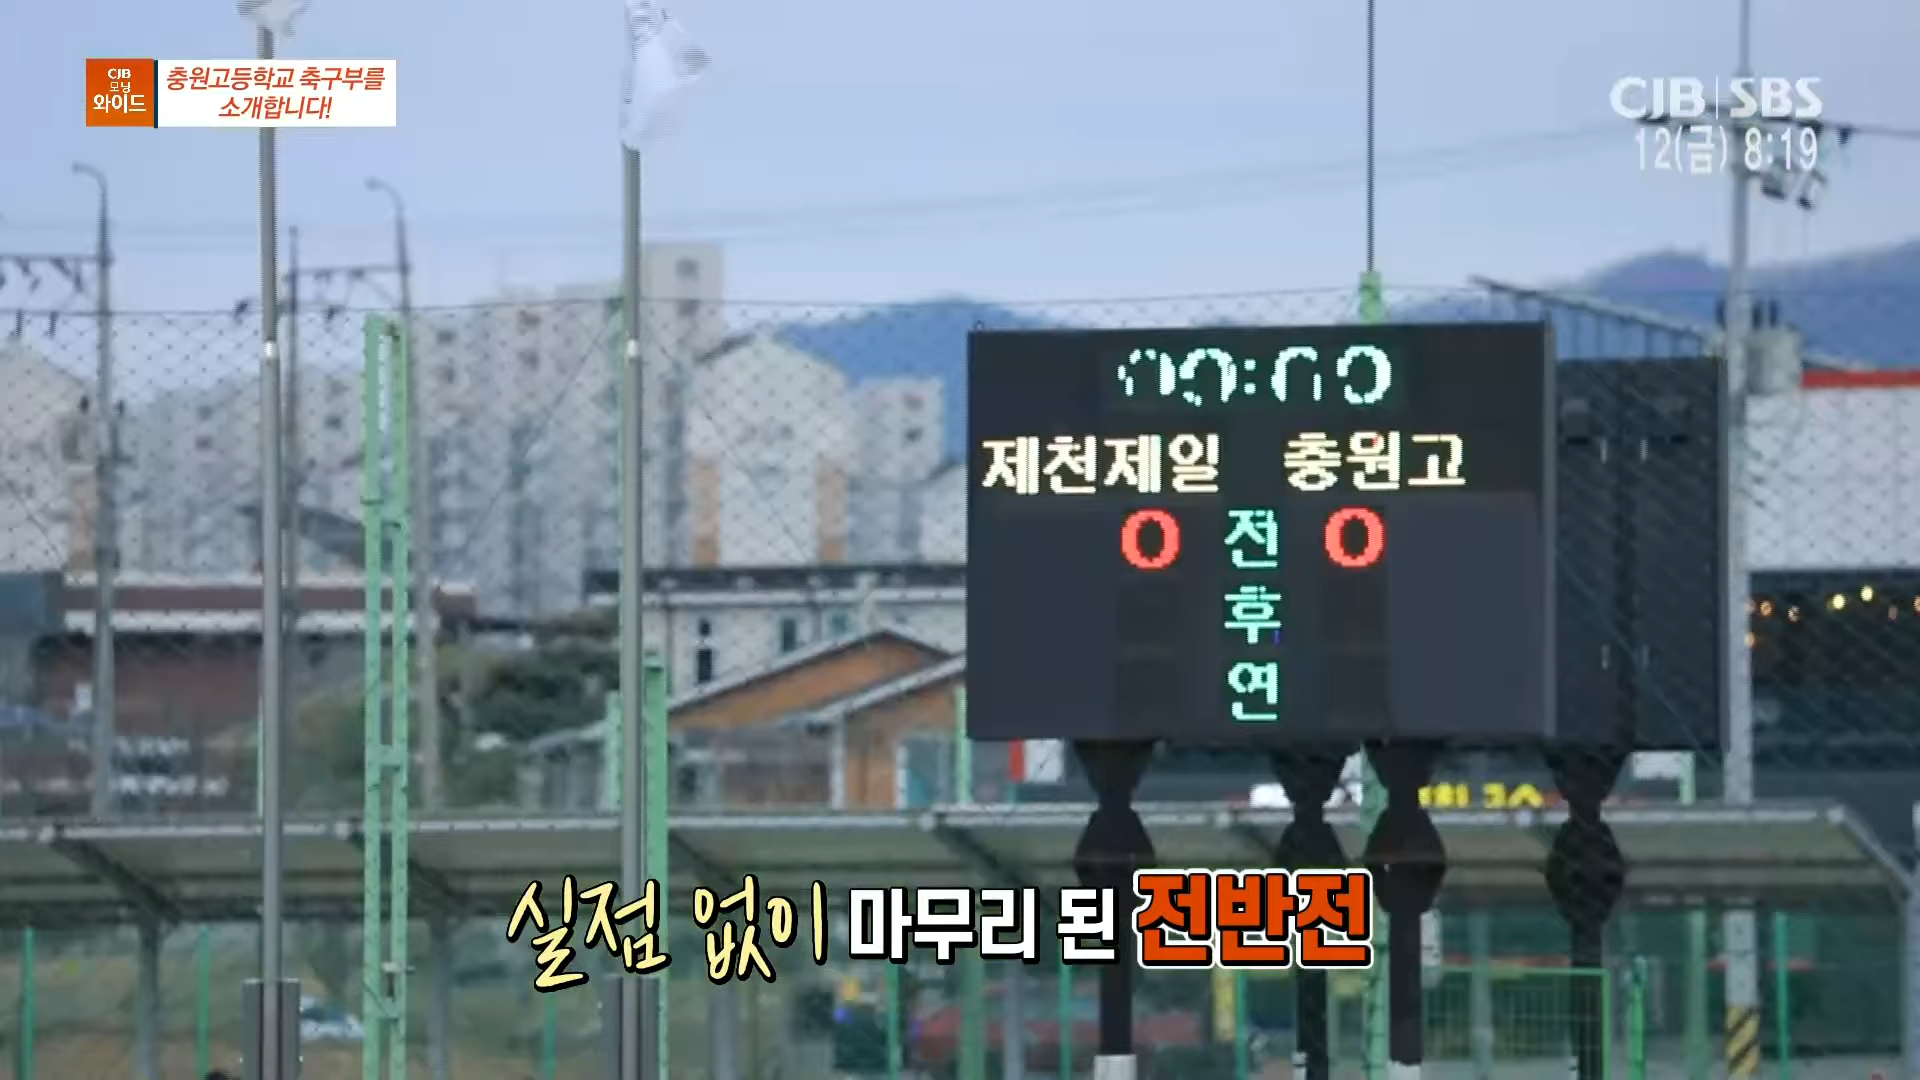 CJB
모닝
와이드
충원고등학교 축구부를
소개합니다!
CJB SBS
12(금) 8:19
제천제일 충원고
0 전 0
후
연
실점 없이 마무리 된 전반전